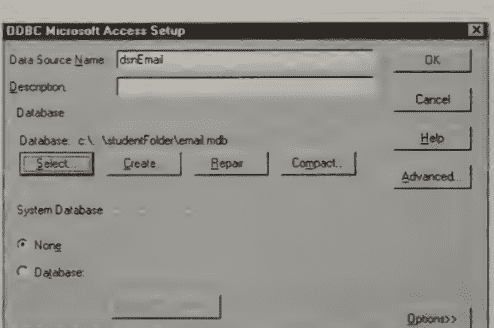 ODBC Microsoft Access Setup
Data Source Name dsnEmail OK
Description:
Cancel
Database
Database: c:\. \studentFolder\email.mdb Help
Select... Create... Repair Compact... Advanced...
System Database
None
Database:
Options>>